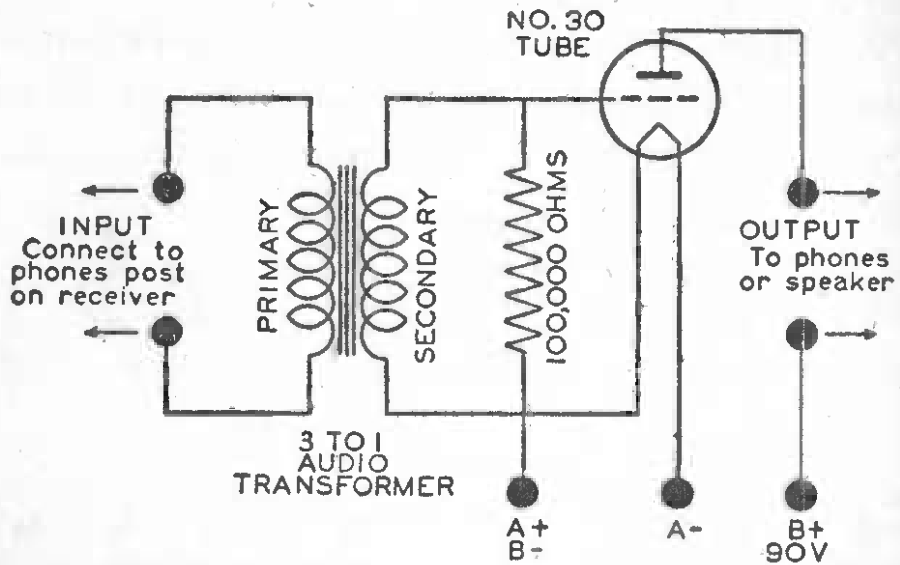 NO. 30
TUBE
INPUT
Connect to
phones post
on receiver
PRIMARY
SECONDARY
100,000 OHMS
OUTPUT
To phones
or speaker
3 TO 1
AUDIO
TRANSFORMER
A+
B-
A-
B+
90V